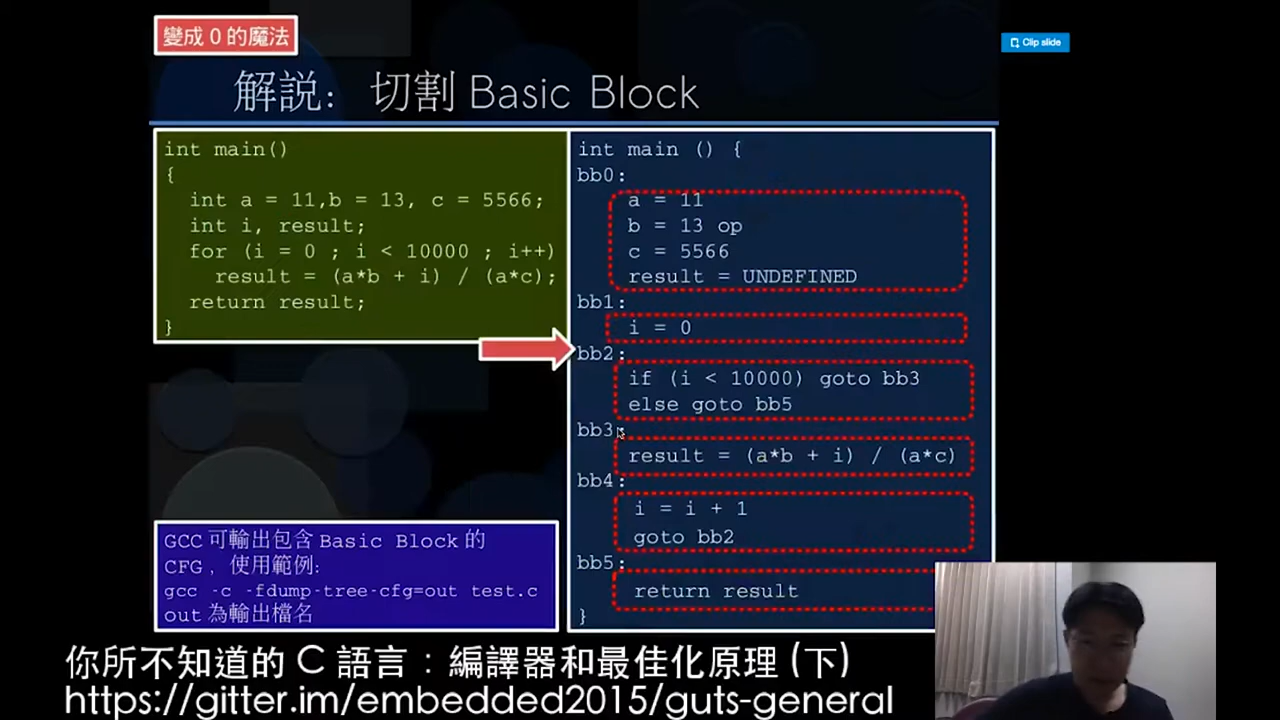 變成 0 的魔法
Clip slide
解説： 切割 Basic Block
int main()
{
int a = 11,b = 13, c = 5566;
int i, result;
for (i = 0 ; i < 10000 ; i++)
result = (a*b + i) / (a*c);
return result;
}
int main () {
bb0:
a = 11
b = 13 op
c = 5566
result = UNDEFINED
bb1:
i = 0
bb2:
if (i < 10000) goto bb3
else goto bb5
bb3:
result = (a*b + i) / (a*c)
bb4:
i = i + 1
goto bb2
bb5:
return result
}
GCC 可輸出包含 Basic Block 的
CFG ，使用範例:
gcc -c -fdump-tree-cfg=out test.c
out 為輸出檔名
你所不知道的 C 語言：編譯器和最佳化原理 (下)
https://gitter.im/embedded2015/guts-general